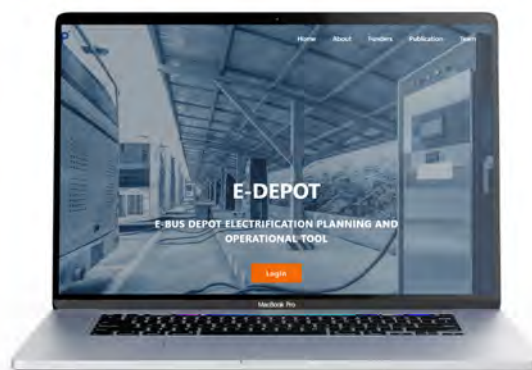 Home About Funders Publication Team
E-DEPOT
E-BUS DEPOT ELECTRIFICATION PLANNING AND
OPERATIONAL TOOL
Login
MacBook Pro